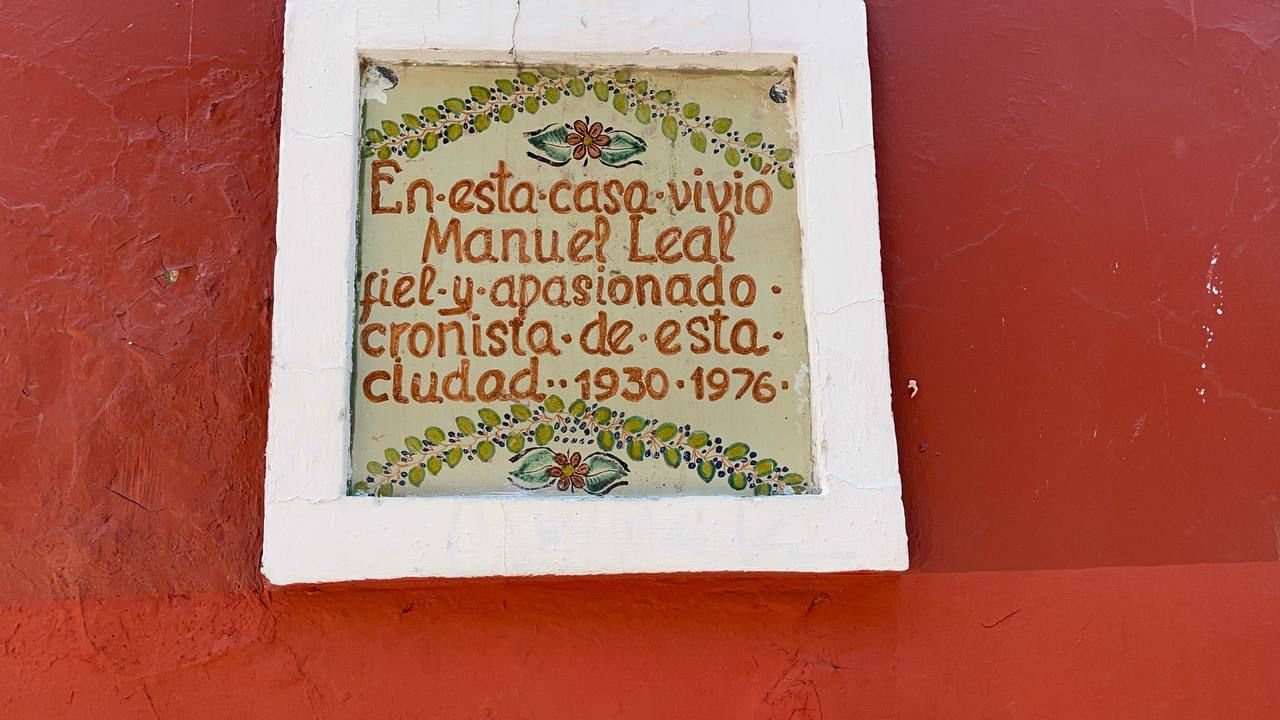 En·esta·casa·vivió
Manuel Leal
fiel·y·apasionado·
cronista·de·esta·
ciudad··1930·1976·